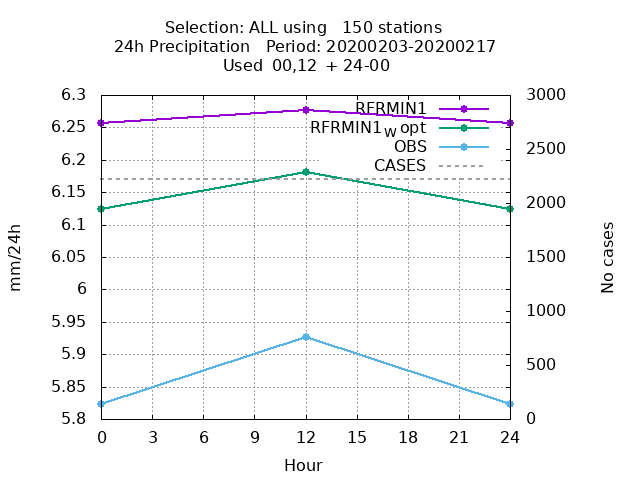 Selection: ALL using   150 stations
24h Precipitation   Period: 20200203-20200217
Used  00,12  + 24-00
RFRMIN1
RFRMIN1W opt
OBS
CASES
6.3
6.25
6.2
6.15
6.1
6.05
6
5.95
5.9
5.85
5.8
3000
2500
2000
1500
1000
500
0
mm/24h
No cases
0 3 6 9 12 15 18 21 24
Hour